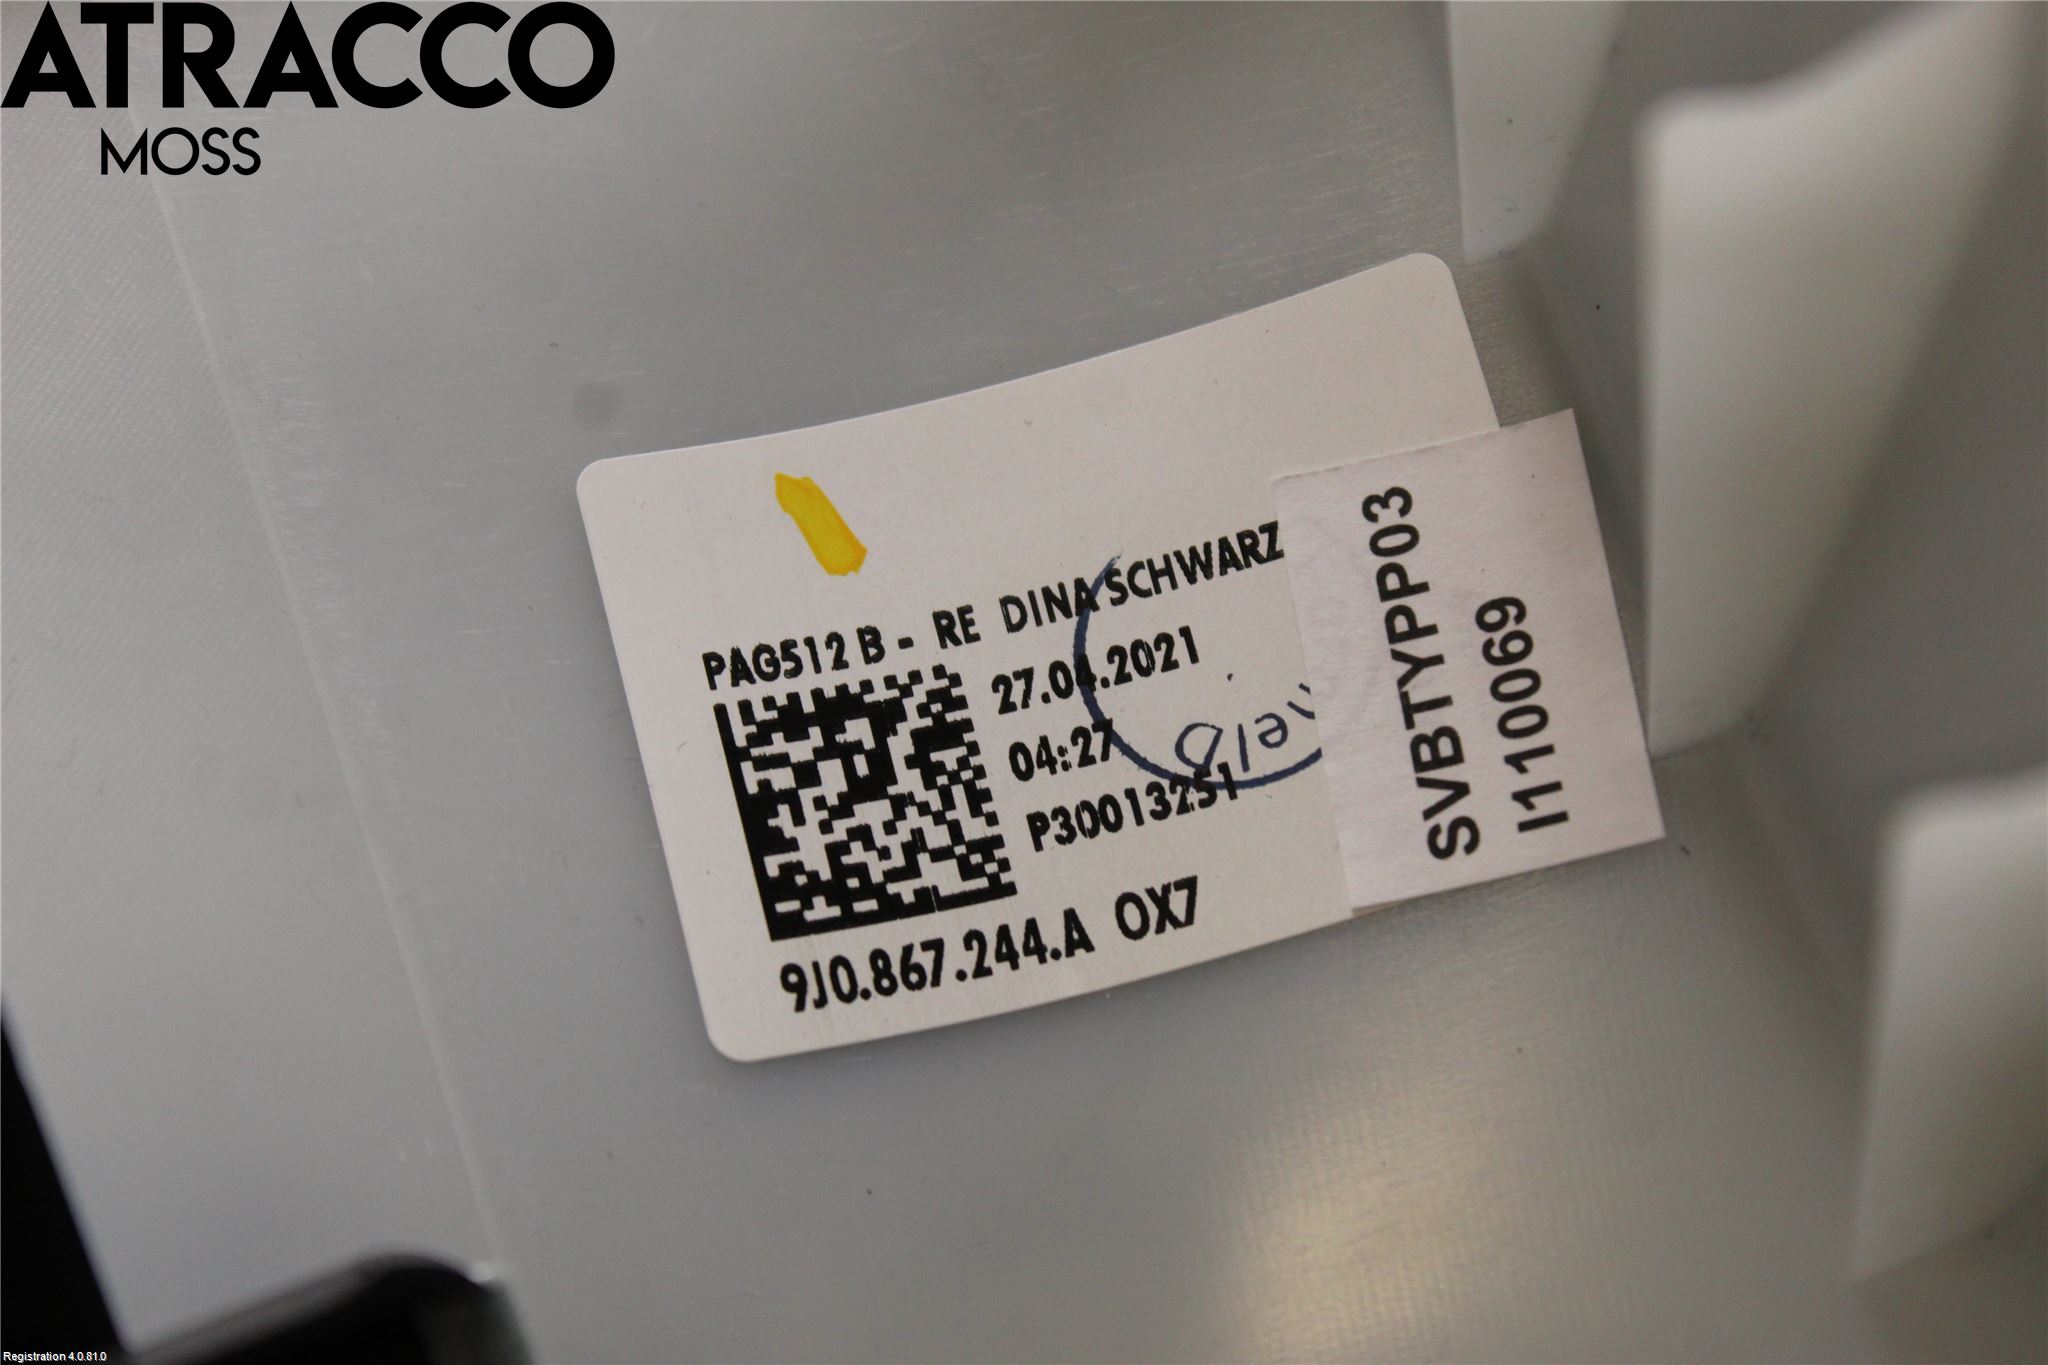 ATRACCO
MOSS
PAG512 B - RE DINA SCHWARZ
27.04.2021
04:27
P30013251
9J0.867.244.A OX7
SVBTYPP03
I110069
Registration 4.0.81.0